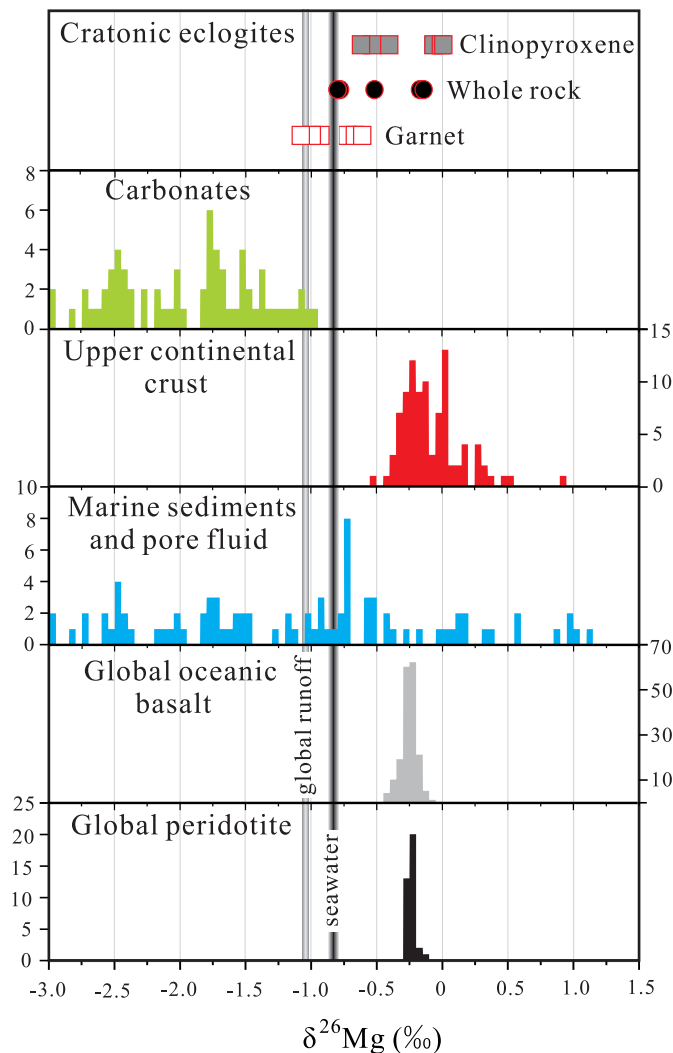 Cratonic eclogites
Clinopyroxene
Whole rock
Garnet
8
6
4
2
0
Carbonates
15
10
5
0
Upper continental
crust
10
8
6
4
2
0
Marine sediments
and pore fluid
70
50
30
10
Global oceanic
basalt
global runoff
25
20
15
10
5
0
Global peridotite
seawater
-3.0 -2.5 -2.0 -1.5 -1.0 -0.5 0 0.5 1.0 1.5
δ²⁶Mg (‰)